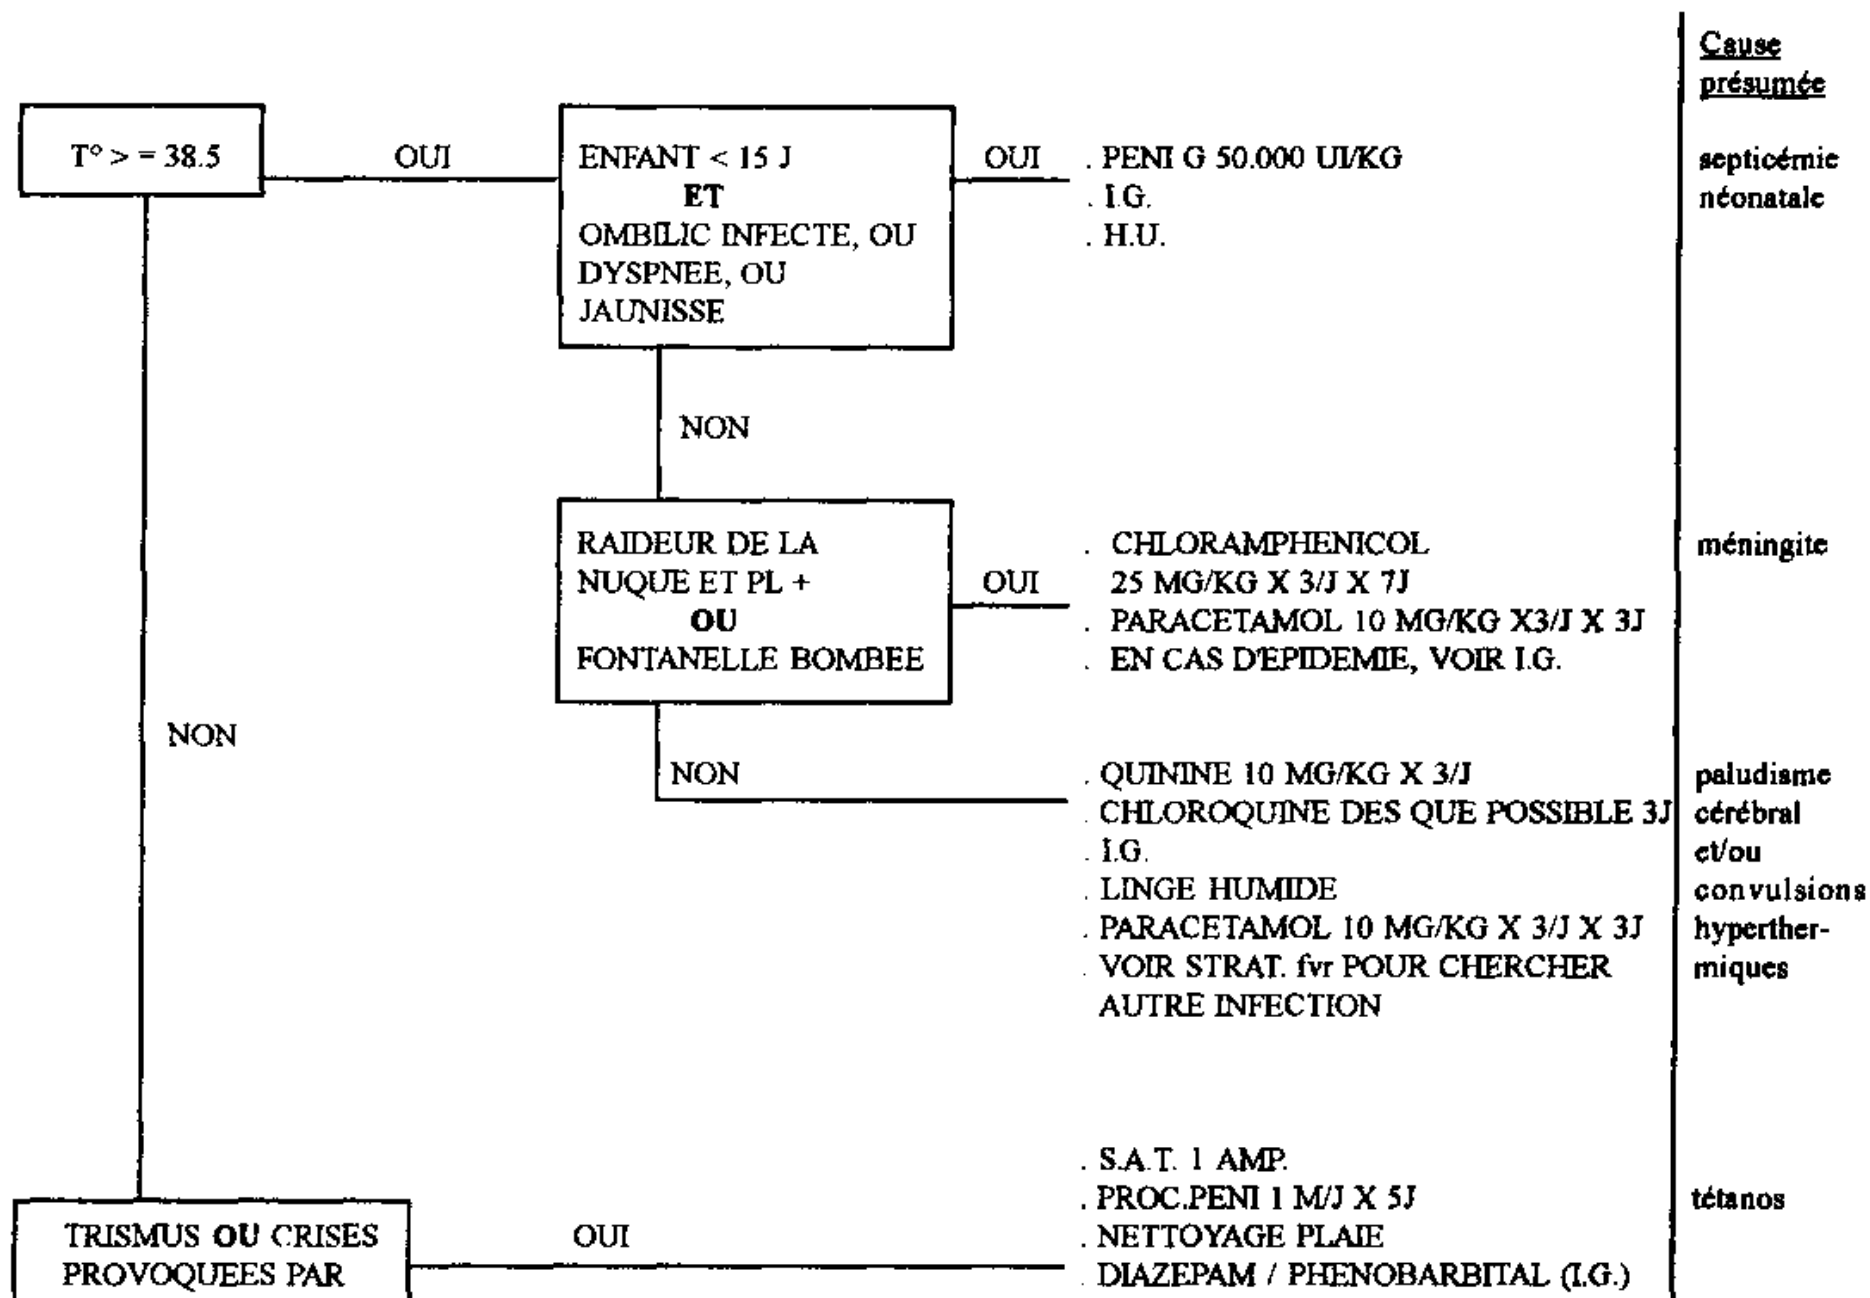 Cause
présumée
T° > = 38.5
OUI
ENFANT < 15 J
ET
OMBILIC INFECTE, OU
DYSPNEE, OU
JAUNISSE
OUI
. PENI G 50.000 UI/KG
. I.G.
. H.U.
septicémie
néonatale
NON
RAIDEUR DE LA
NUQUE ET PL +
OU
FONTANELLE BOMBEE
OUI
. CHLORAMPHENICOL
25 MG/KG X 3/J X 7J
. PARACETAMOL 10 MG/KG X3/J X 3J
. EN CAS D'EPIDEMIE, VOIR I.G.
méningite
NON
NON
. QUININE 10 MG/KG X 3/J
. CHLOROQUINE DES QUE POSSIBLE 3J
. I.G.
. LINGE HUMIDE
. PARACETAMOL 10 MG/KG X 3/J X 3J
. VOIR STRAT. fvr POUR CHERCHER
AUTRE INFECTION
paludisme
cérébral
et/ou
convulsions
hyperther-
miques
TRISMUS OU CRISES
PROVOQUEES PAR
OUI
. S.A.T. 1 AMP.
. PROC.PENI 1 M/J X 5J
. NETTOYAGE PLAIE
. DIAZEPAM / PHENOBARBITAL (I.G.)
tétanos